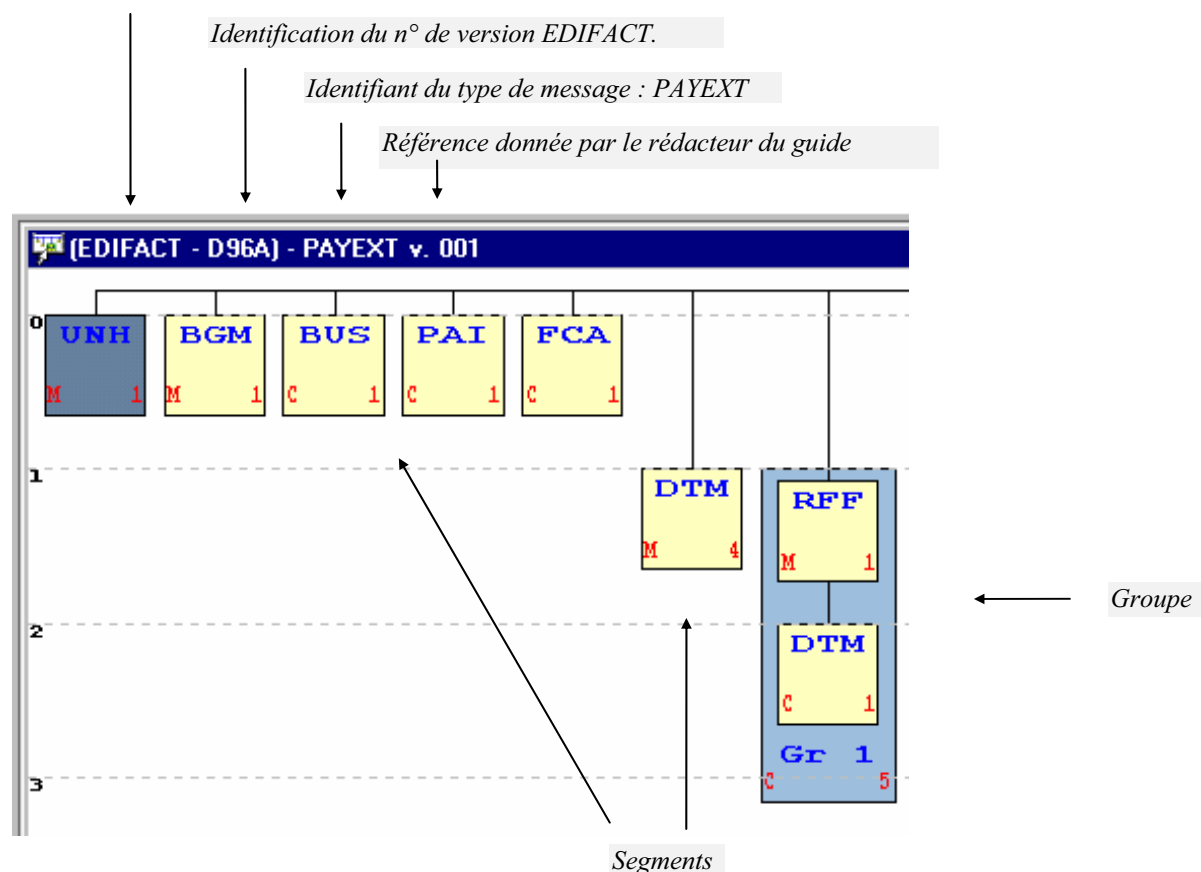 Identification du n° de version EDIFACT.
Identifiant du type de message : PAYEXT
Référence donnée par le rédacteur du guide
(EDIFACT - D96A) - PAYEXT v. 001
0
UNH BGM BUS PAI FCA
M 1 M 1 C 1 C 1 C 1
1
DTM RFF
M 4 M 1
Groupe
2
DTM
C 1
Gr 1
3
C 5
Segments